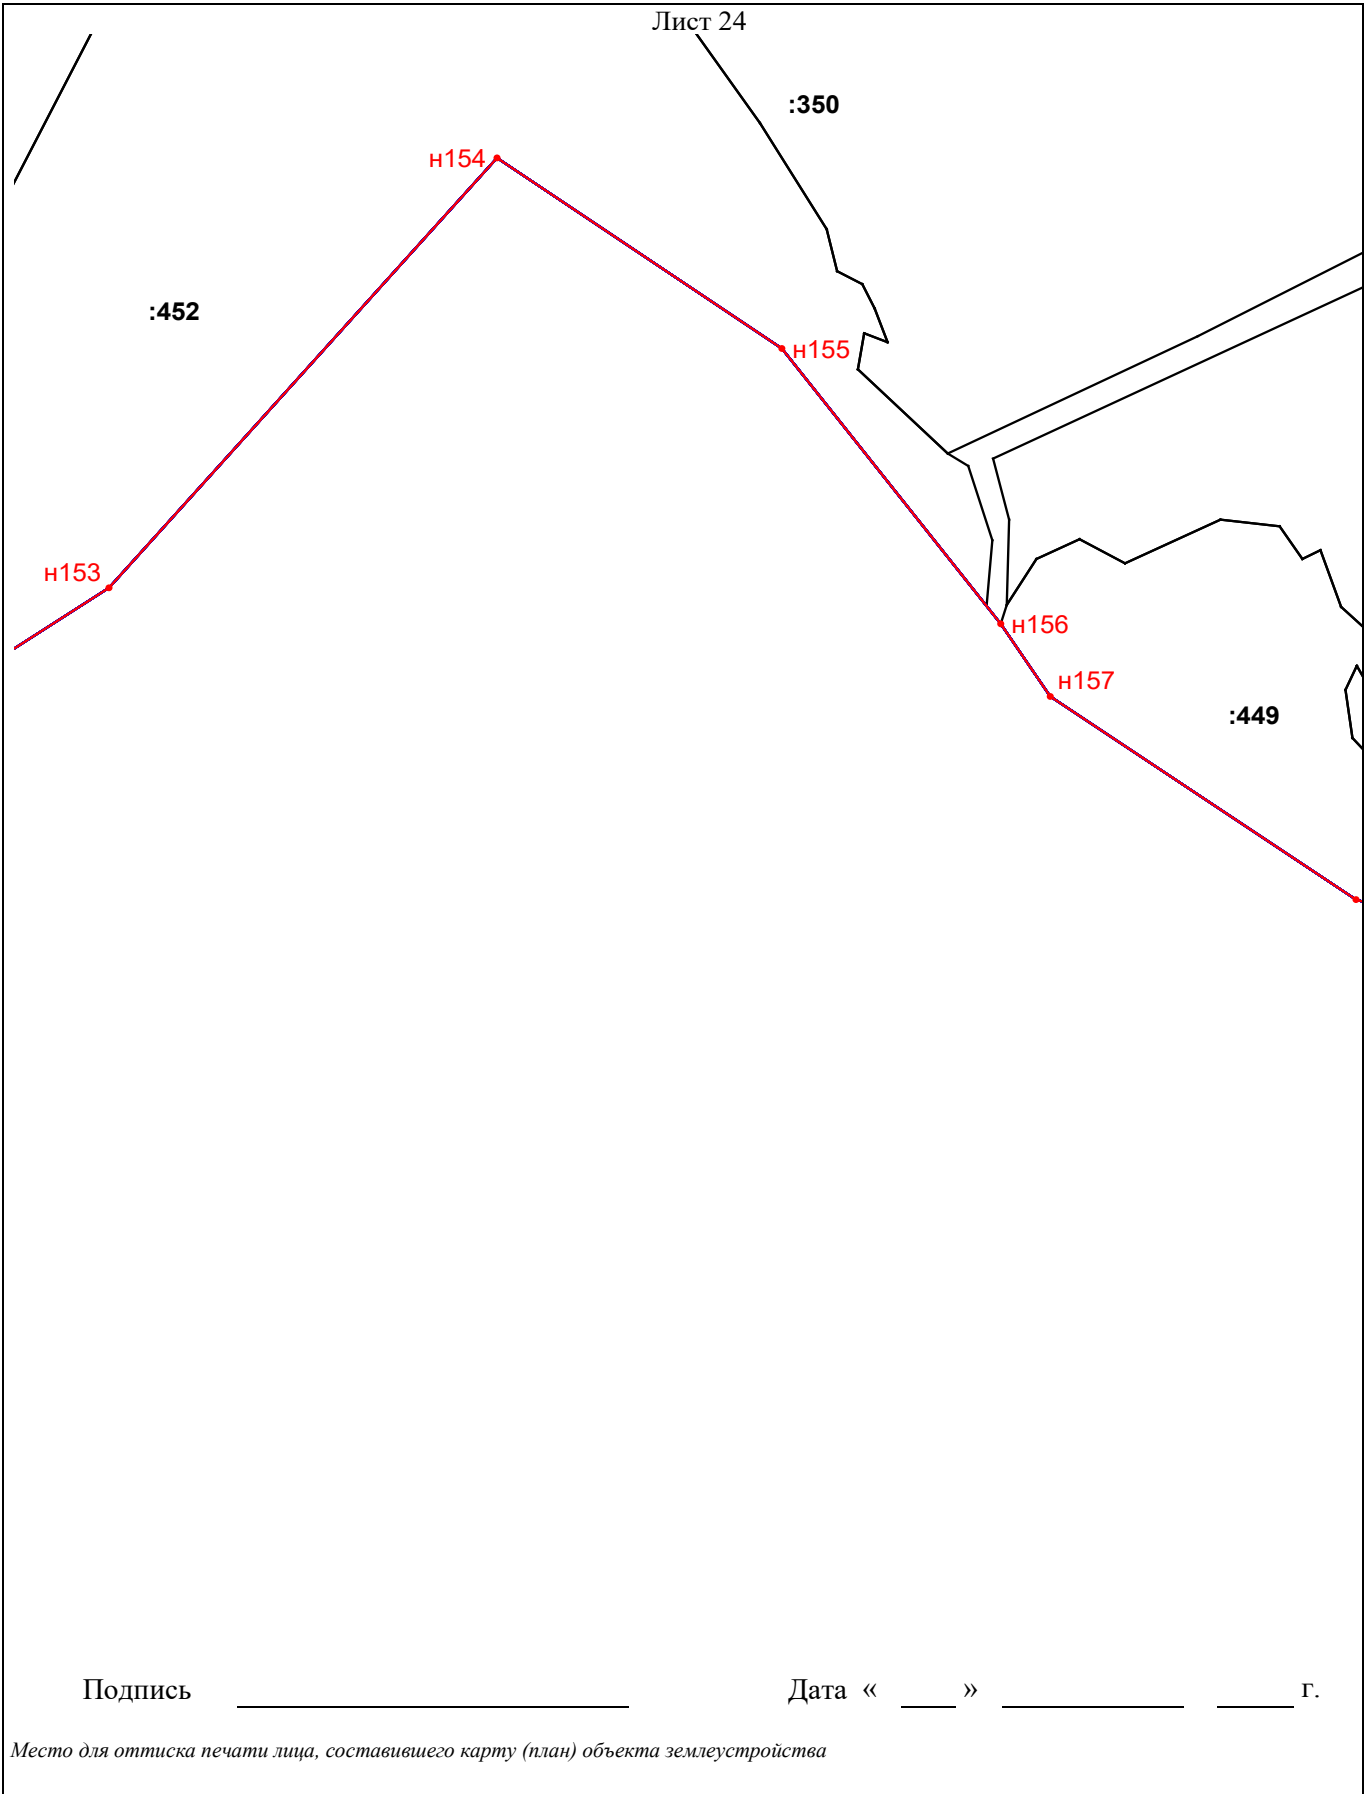 Лист 24
:350
н154
:452
н155
н153
н156
н157
:449
Подпись Дата « » г.
Место для оттиска печати лица, составившего карту (план) объекта землеустройства